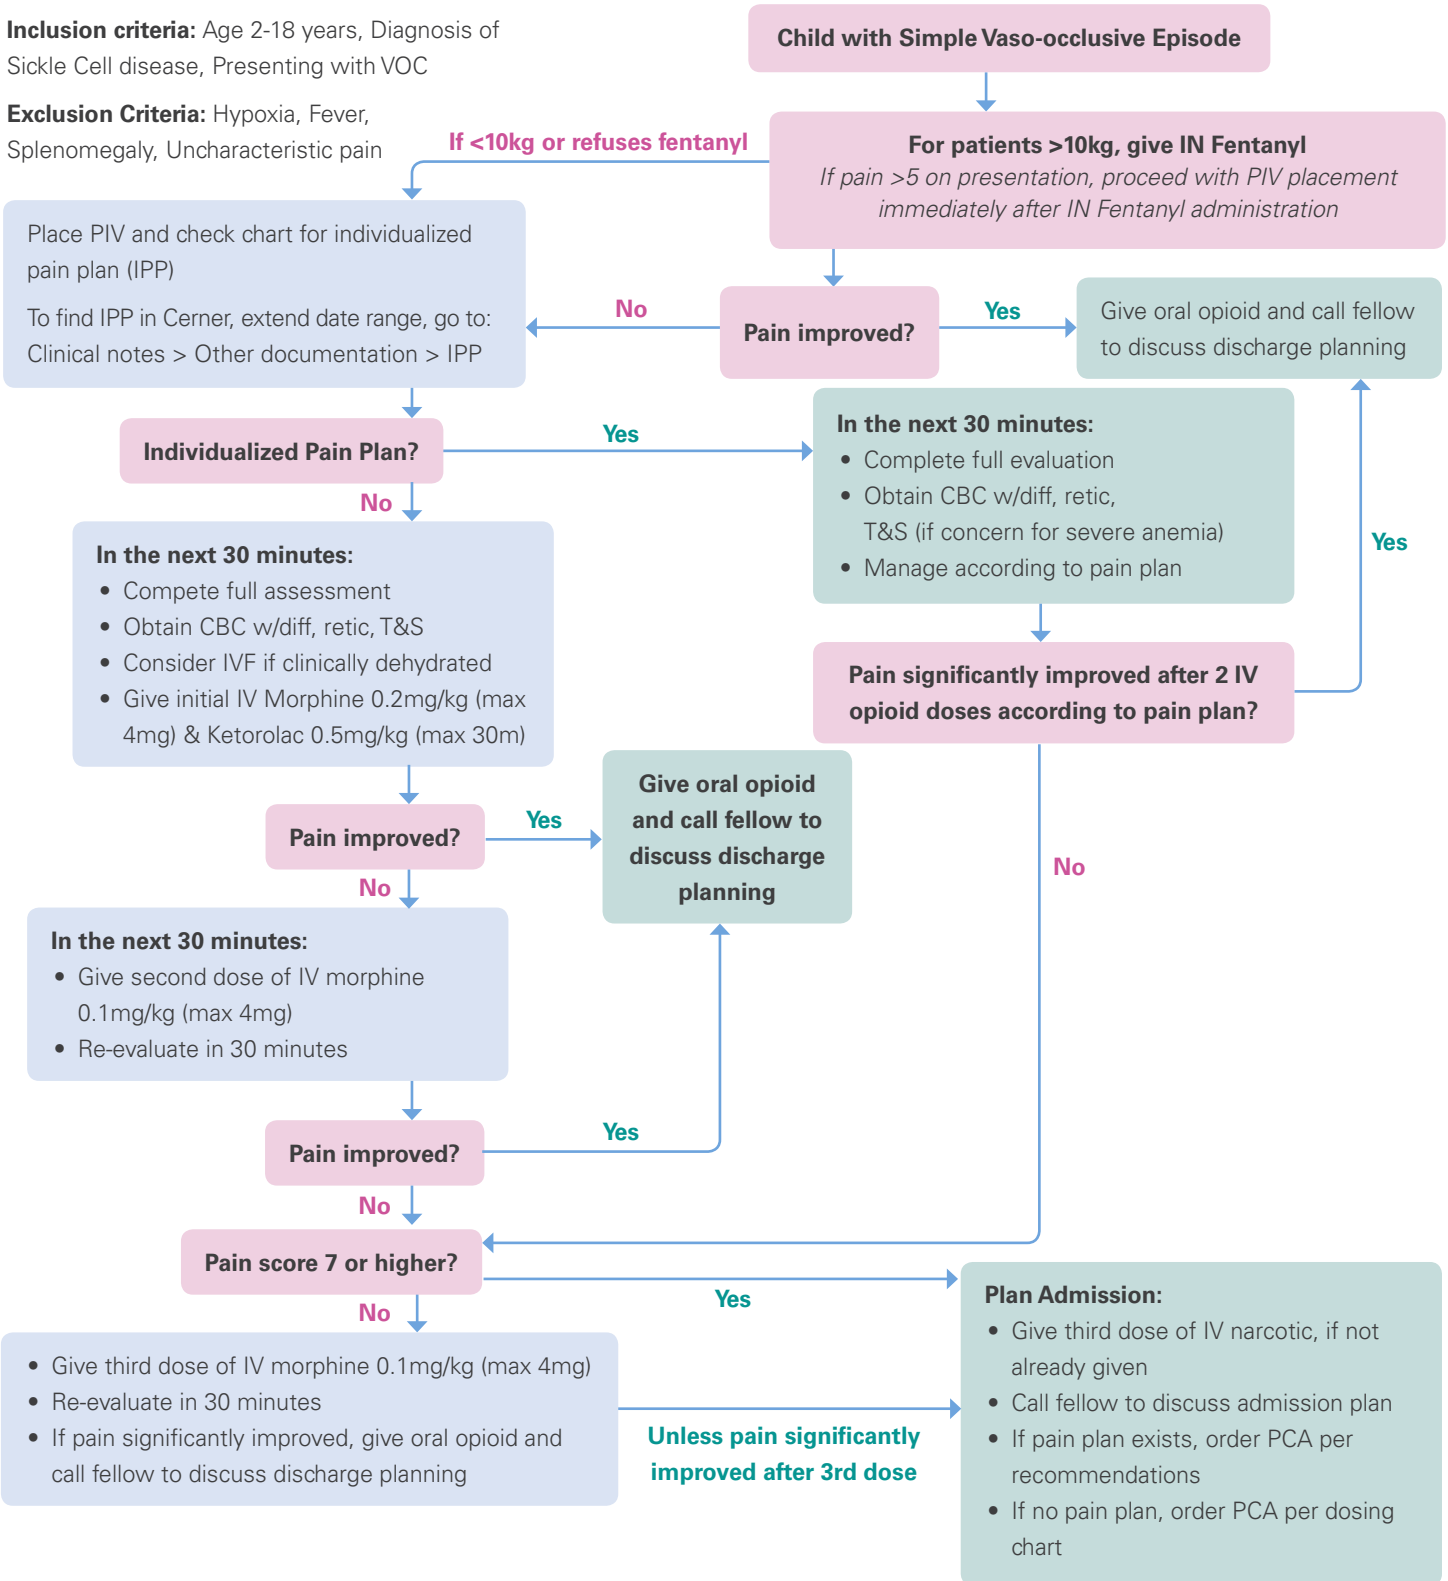 Inclusion criteria: Age 2-18 years, Diagnosis of
Sickle Cell disease, Presenting with VOC
Exclusion Criteria: Hypoxia, Fever,
Splenomegaly, Uncharacteristic pain
Child with Simple Vaso-occlusive Episode
If <10kg or refuses fentanyl
For patients >10kg, give IN Fentanyl
If pain >5 on presentation, proceed with PIV placement
immediately after IN Fentanyl administration
Place PIV and check chart for individualized
pain plan (IPP)
To find IPP in Cerner, extend date range, go to:
Clinical notes > Other documentation > IPP
No
Pain improved?
Yes
Give oral opioid and call fellow
to discuss discharge planning
Individualized Pain Plan?
Yes
In the next 30 minutes:
• Complete full evaluation
• Obtain CBC w/diff, retic,
T&S (if concern for severe anemia)
• Manage according to pain plan
Yes
No
In the next 30 minutes:
• Compete full assessment
• Obtain CBC w/diff, retic, T&S
• Consider IVF if clinically dehydrated
• Give initial IV Morphine 0.2mg/kg (max
4mg) & Ketorolac 0.5mg/kg (max 30m)
Pain significantly improved after 2 IV
opioid doses according to pain plan?
No
Pain improved?
Yes
Give oral opioid
and call fellow to
discuss discharge
planning
No
In the next 30 minutes:
• Give second dose of IV morphine
0.1mg/kg (max 4mg)
• Re-evaluate in 30 minutes
Pain improved?
Yes
No
Pain score 7 or higher?
Yes
No
• Give third dose of IV morphine 0.1mg/kg (max 4mg)
• Re-evaluate in 30 minutes
• If pain significantly improved, give oral opioid and
call fellow to discuss discharge planning
Unless pain significantly
improved after 3rd dose
Plan Admission:
• Give third dose of IV narcotic, if not
already given
• Call fellow to discuss admission plan
• If pain plan exists, order PCA per
recommendations
• If no pain plan, order PCA per dosing
chart